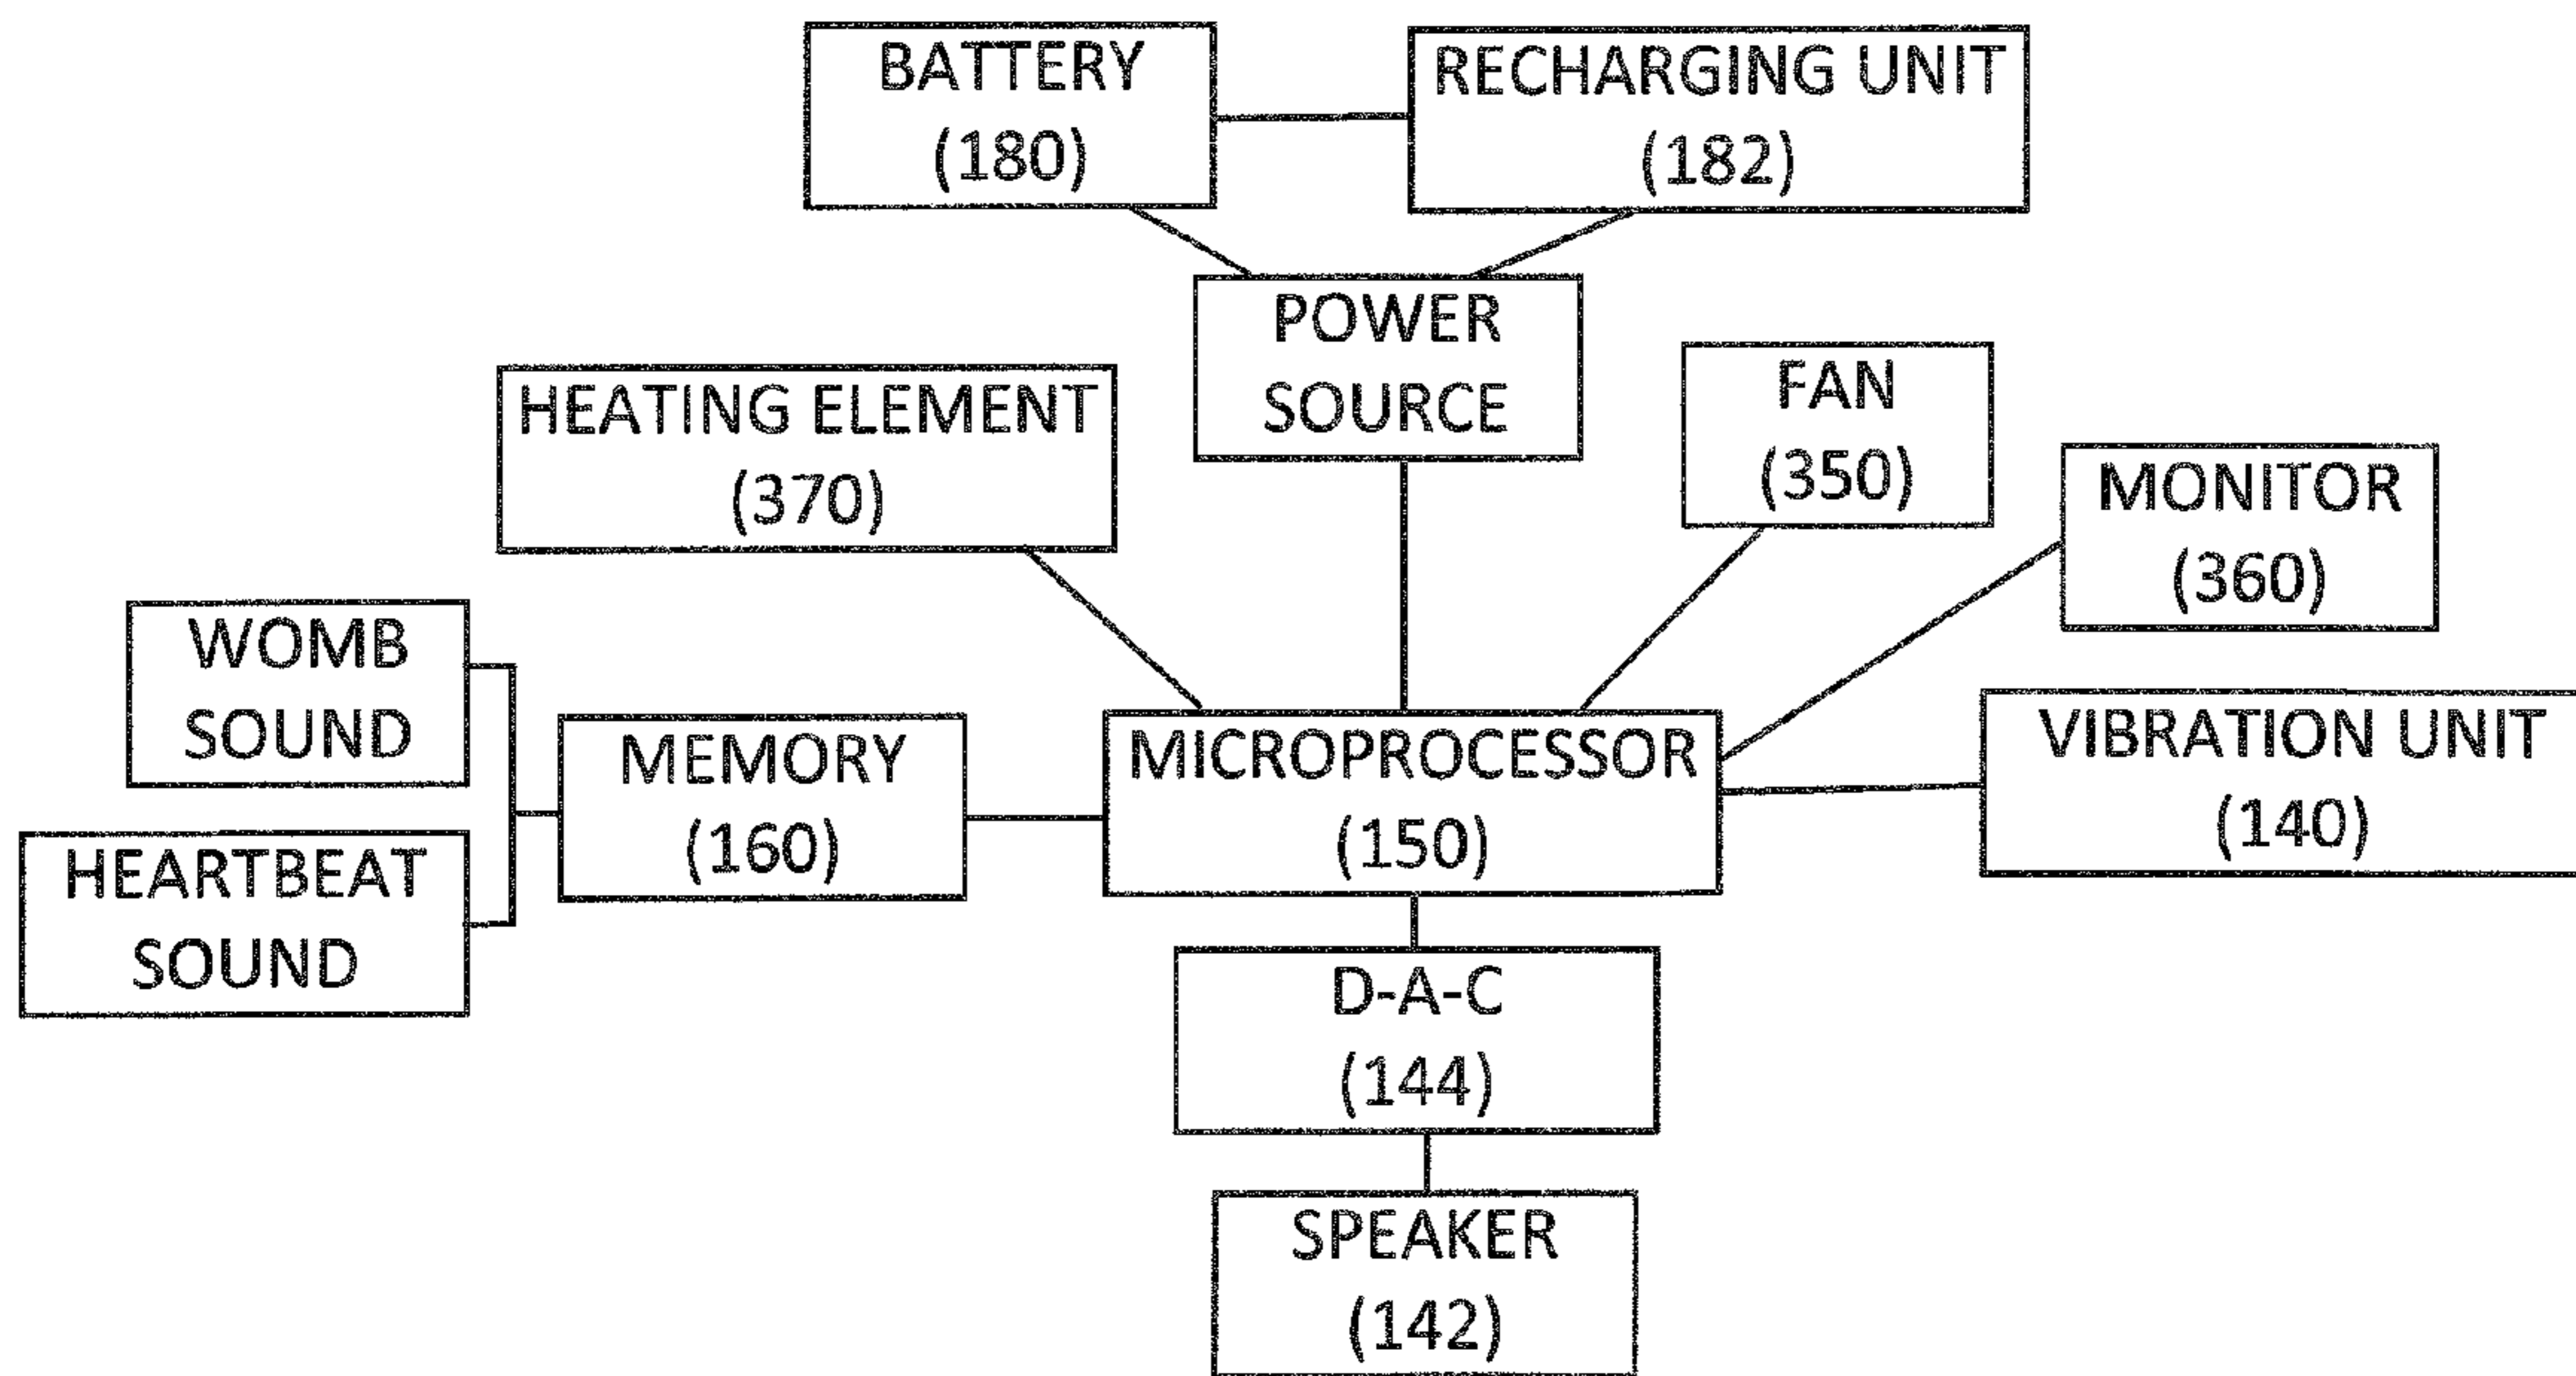 BATTERY
(180)
RECHARGING UNIT
(182)
POWER
SOURCE
HEATING ELEMENT
(370)
FAN
(350)
MONITOR
(360)
WOMB
SOUND
HEARTBEAT
SOUND
MEMORY
(160)
MICROPROCESSOR
(150)
VIBRATION UNIT
(140)
D-A-C
(144)
SPEAKER
(142)